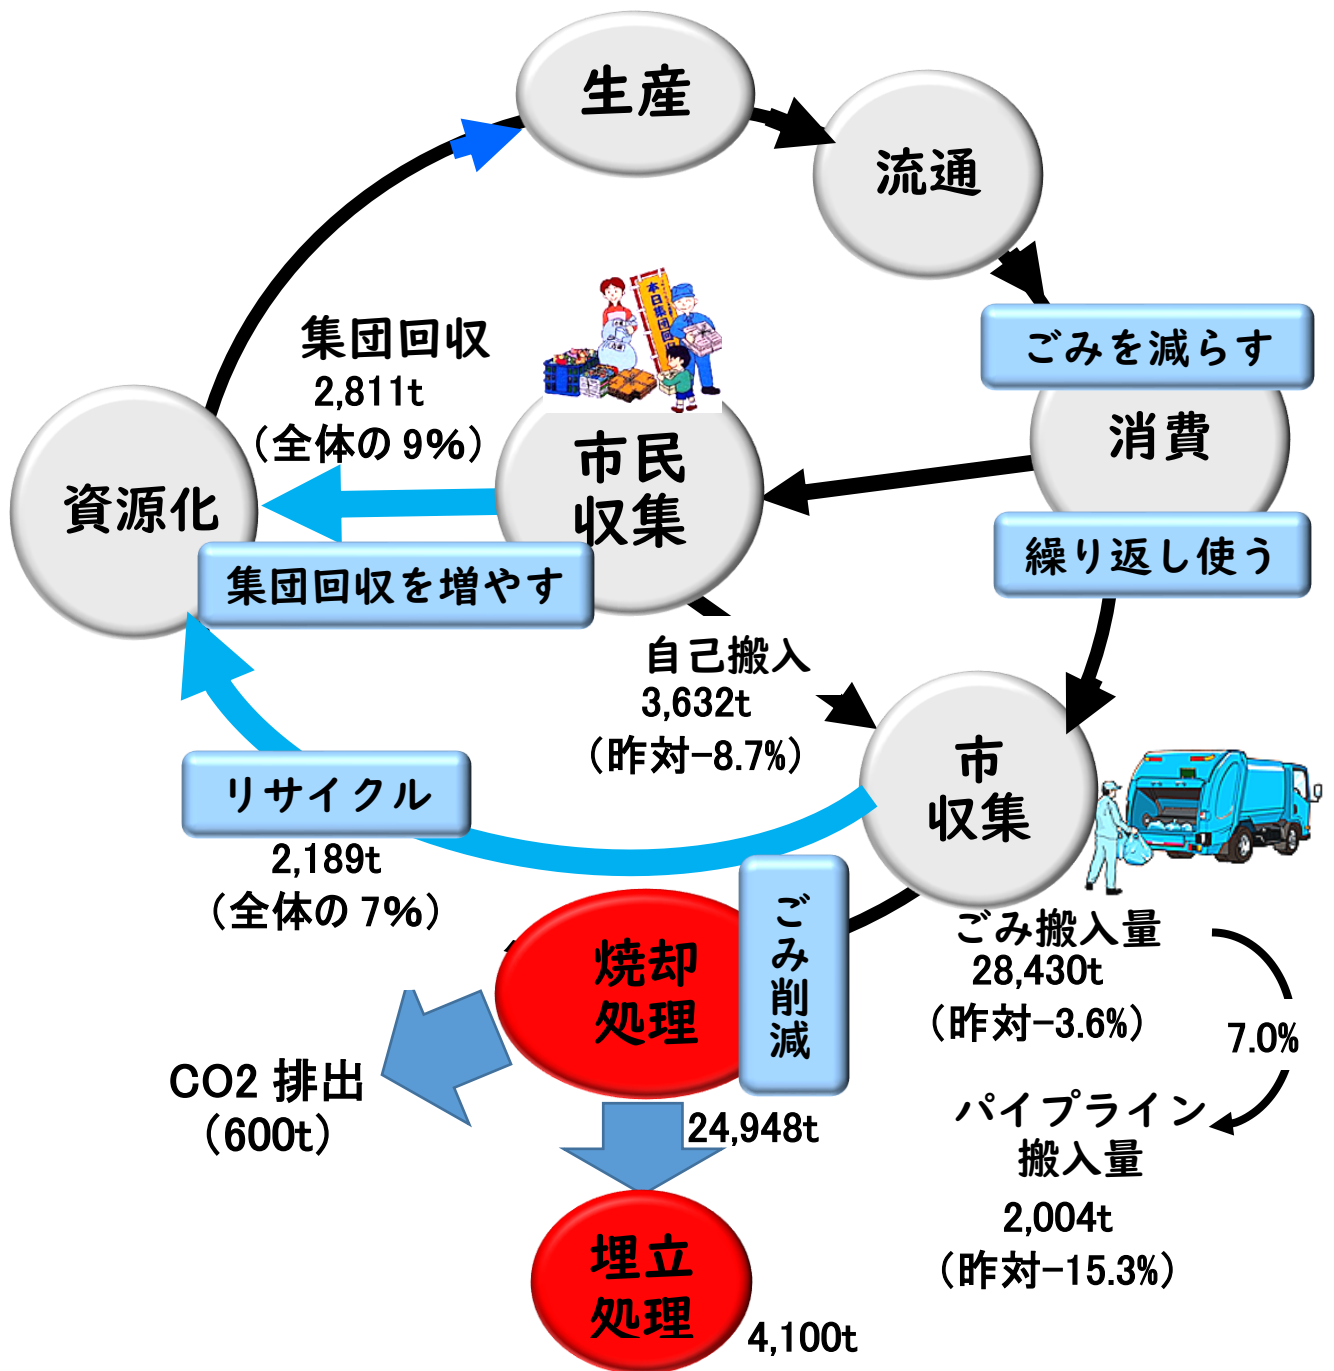 生産
流通
ごみを減らす
消費
繰り返し使う
本日集団回
集団回収
2,811t
(全体の 9%)
市民
収集
資源化
集団回収を増やす
自己搬入
3,632t
(昨対-8.7%)
市
収集
リサイクル
2,189t
(全体の 7%)
ごみ削減
焼却
処理
ごみ搬入量
28,430t
(昨対-3.6%)
7.0%
CO2 排出
(600t)
24,948t
パイプライン
搬入量
2,004t
(昨対-15.3%)
埋立
処理
4,100t